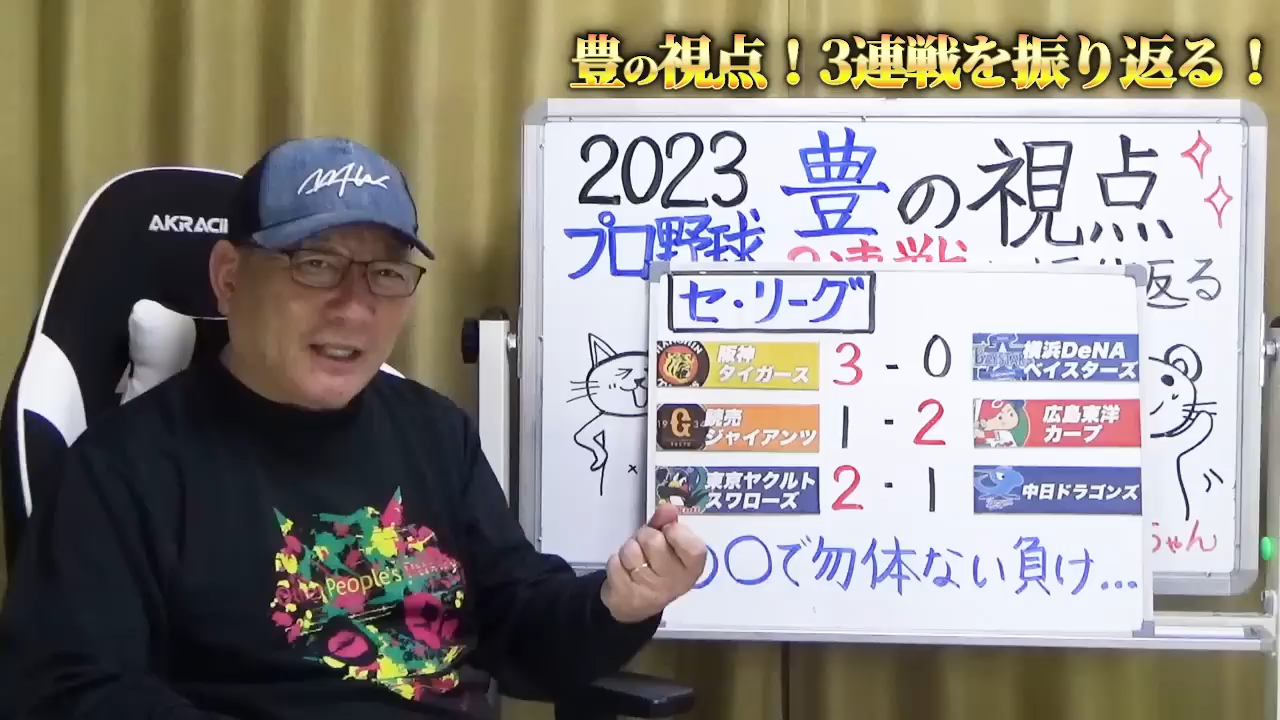 豊の視点！3連戦を振り返る！
2023 豊の視点
プロ野球 3連戦
返る
AKRACI
セ・リーグ
阪神タイガース 3 - 0 横浜DeNAベイスターズ
読売ジャイアンツ 1 - 2 広島東洋カープ
東京ヤクルトスワローズ 2 - 1 中日ドラゴンズ
〇で勿体ない負け…
ちゃん
People's